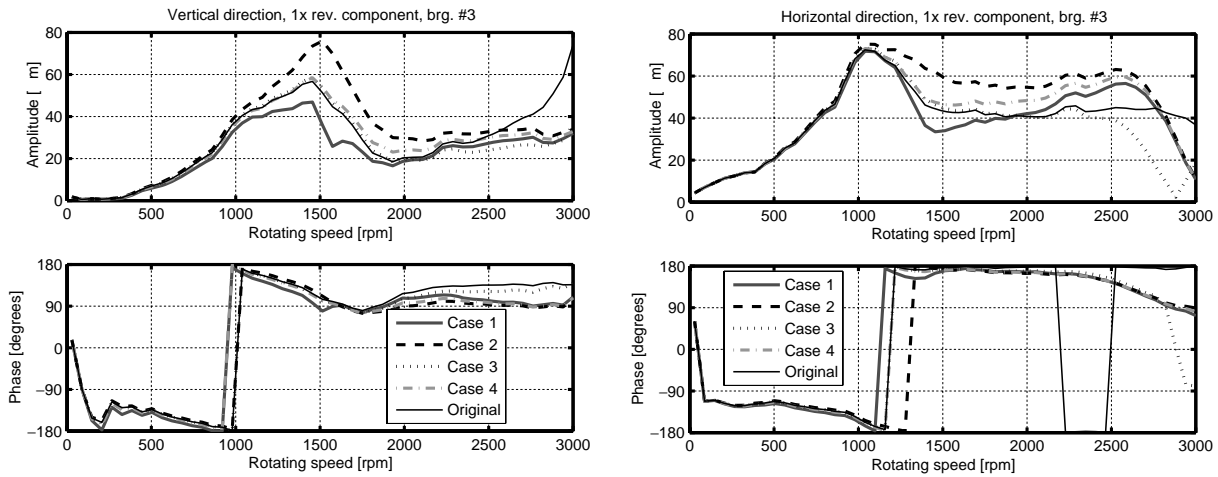 Vertical direction, 1x rev. component, brg. #3
80
60
40
20
0
Amplitude [ m]
0 500 1000 1500 2000 2500 3000
Rotating speed [rpm]
Horizontal direction, 1x rev. component, brg. #3
80
60
40
20
0
Amplitude [ m]
0 500 1000 1500 2000 2500 3000
Rotating speed [rpm]
180
90
0
−90
−180
Phase [degrees]
Case 1
Case 2
Case 3
Case 4
Original
0 500 1000 1500 2000 2500 3000
Rotating speed [rpm]
180
90
0
−90
−180
Phase [degrees]
Case 1
Case 2
Case 3
Case 4
Original
0 500 1000 1500 2000 2500 3000
Rotating speed [rpm]